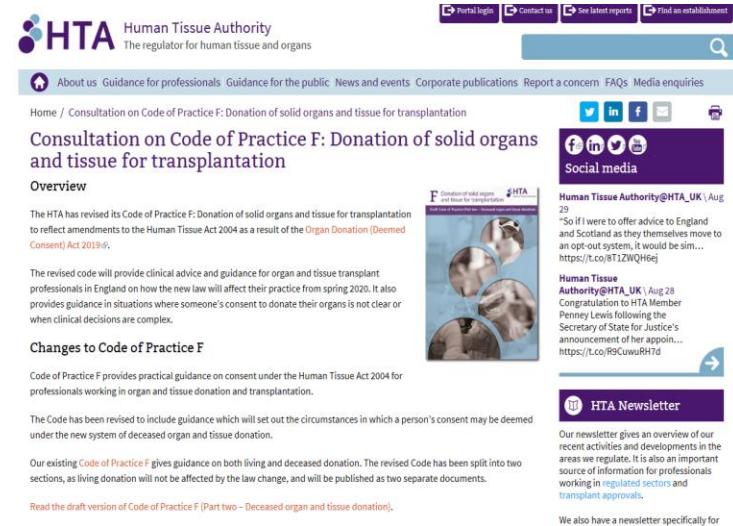 Portal login Contact us See latest reports Find an establishment
HTA Human Tissue Authority
The regulator for human tissue and organs
About us Guidance for professionals Guidance for the public News and events Corporate publications Report a concern FAQs Media enquiries
Home / Consultation on Code of Practice F: Donation of solid organs and tissue for transplantation
Consultation on Code of Practice F: Donation of solid organs
and tissue for transplantation
Overview
The HTA has revised its Code of Practice F: Donation of solid organs and tissue for transplantation
to reflect amendments to the Human Tissue Act 2004 as a result of the Organ Donation (Deemed
Consent) Act 2019.
The revised code will provide clinical advice and guidance for organ and tissue transplant
professionals in England on how the new law will affect their practice from spring 2020. It also
provides guidance in situations where someone's consent to donate their organs is not clear or
when clinical decisions are complex.
F Donation of solid organs
and tissue for transplantation
HTA
Draft Code of Practice Part two – Deceased organ and tissue donation
Changes to Code of Practice F
Code of Practice F provides practical guidance on consent under the Human Tissue Act 2004 for
professionals working in organ and tissue donation and transplantation.
The Code has been revised to include guidance which will set out the circumstances in which a person's consent may be deemed
under the new system of deceased organ and tissue donation.
Our existing Code of Practice F gives guidance on both living and deceased donation. The revised Code has been split into two
sections, as living donation will not be affected by the law change, and will be published as two separate documents.
Read the draft version of Code of Practice F (Part two – Deceased organ and tissue donation).
Social media
Human Tissue Authority@HTA_UK \ Aug
29
"So if I were to offer advice to England
and Scotland as they themselves move to
an opt-out system, it would be sim...
https://t.co/8T1ZWQH6ej
Human Tissue
Authority@HTA_UK \ Aug 28
Congratulation to HTA Member
Penney Lewis following the
Secretary of State for Justice's
announcement of her appoin...
https://t.co/R9CuwuRH7d
HTA Newsletter
Our newsletter gives an overview of our
recent activities and developments in the
areas we regulate. It is also an important
source of information for professionals
working in regulated sectors and
transplant approvals.
We also have a newsletter specifically for